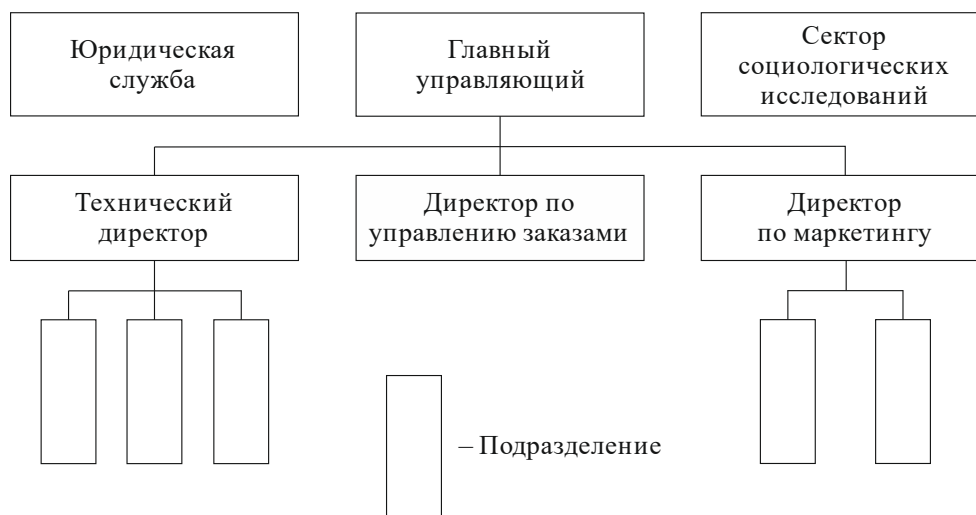 Юридическая
служба
Главный
управляющий
Сектор
социологических
исследований
Технический
директор
Директор по
управлению заказами
Директор
по маркетингу
– Подразделение